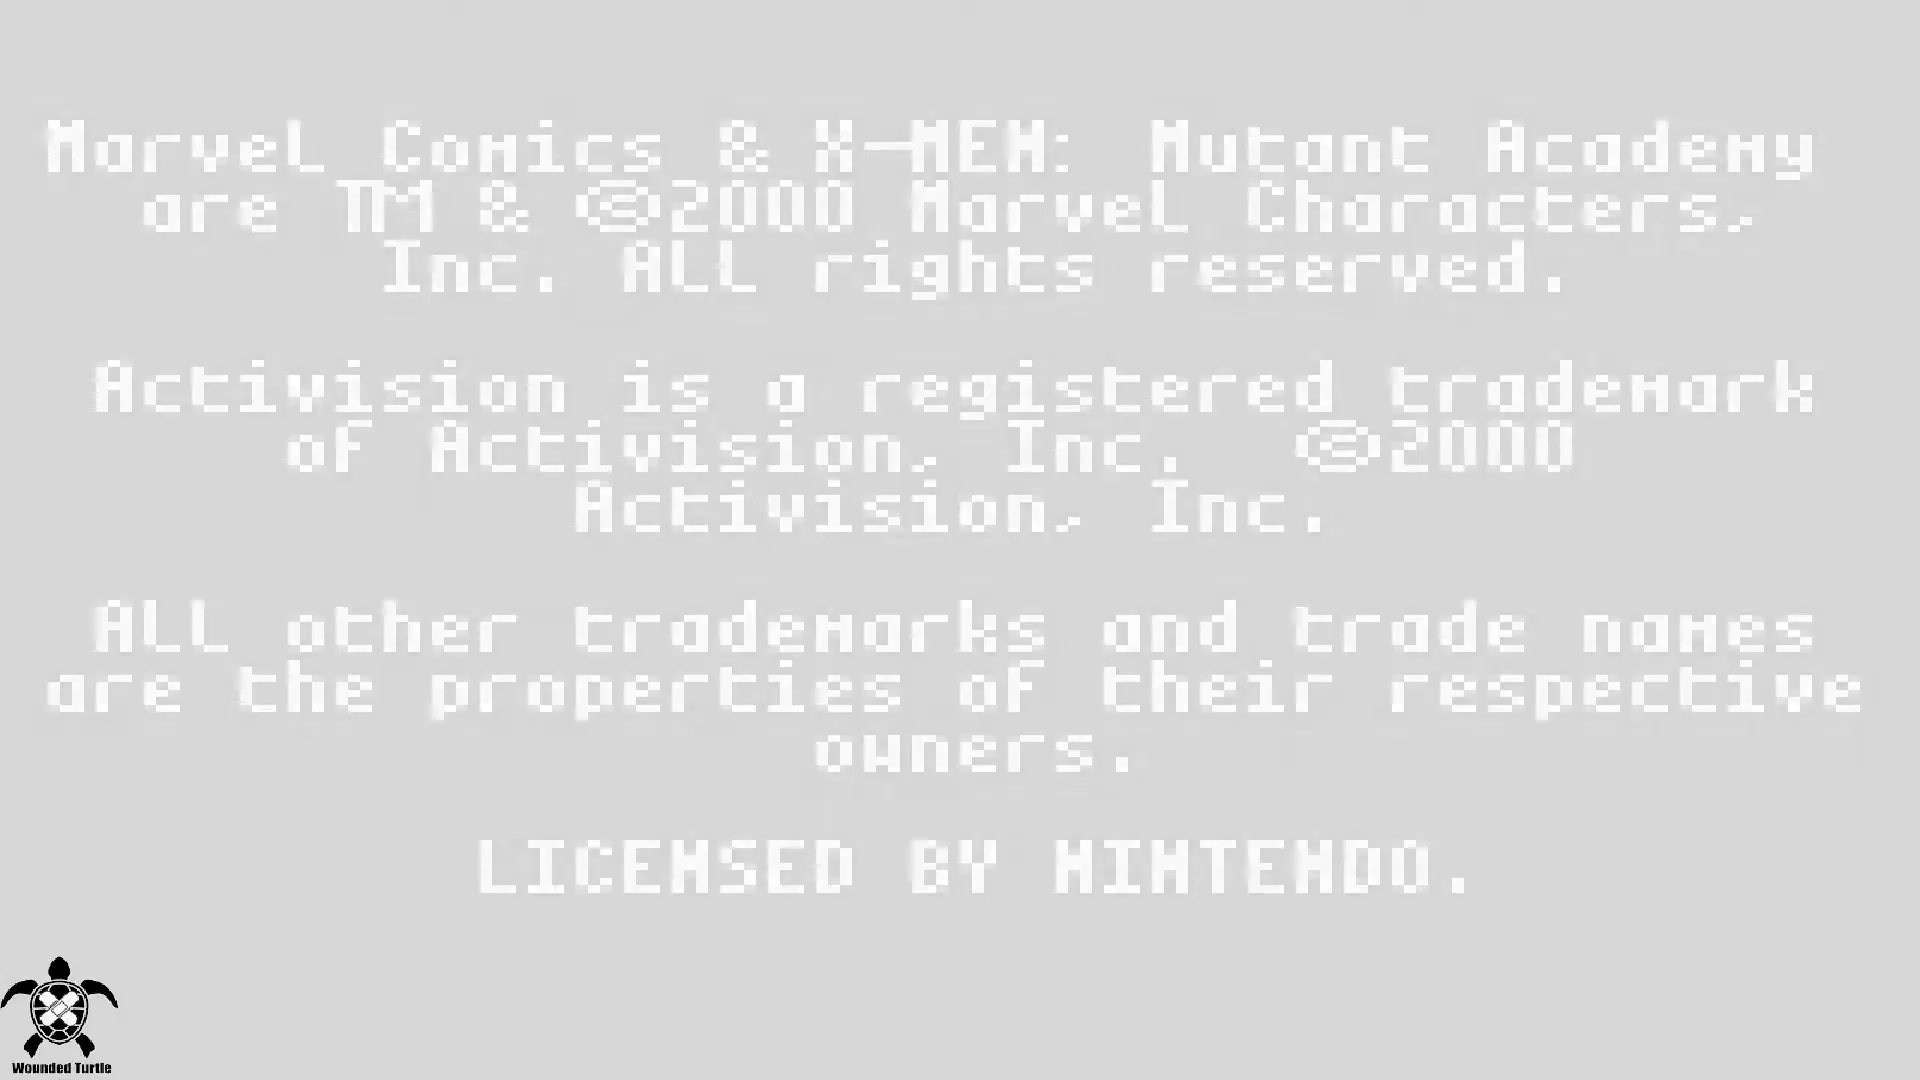 Marvel Comics & X-MEN: Mutant Academy
are TM & ©2000 Marvel Characters,
Inc. All rights reserved.
Activision is a registered trademark
of Activision, Inc. ©2000
Activision, Inc.
All other trademarks and trade names
are the properties of their respective
owners.
LICENSED BY NINTENDO.
Wounded Turtle